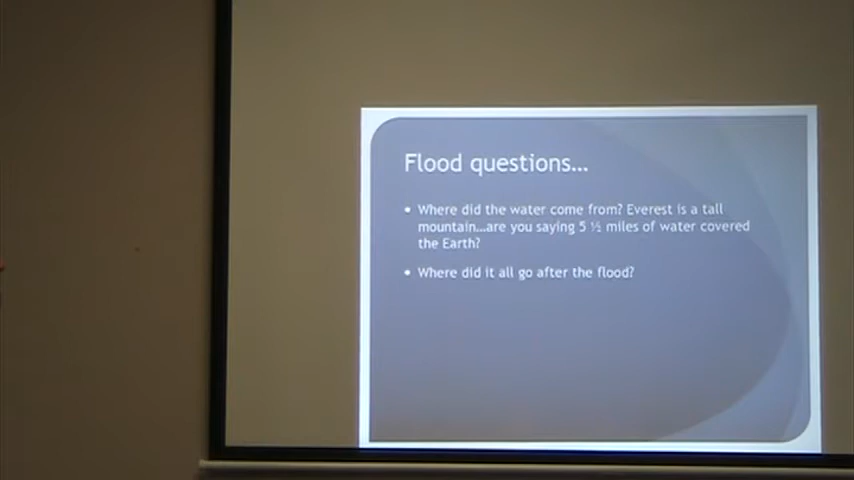 Flood questions...
• Where did the water come from? Everest is a tall
mountain...are you saying 5 ½ miles of water covered
the Earth?
• Where did it all go after the flood?